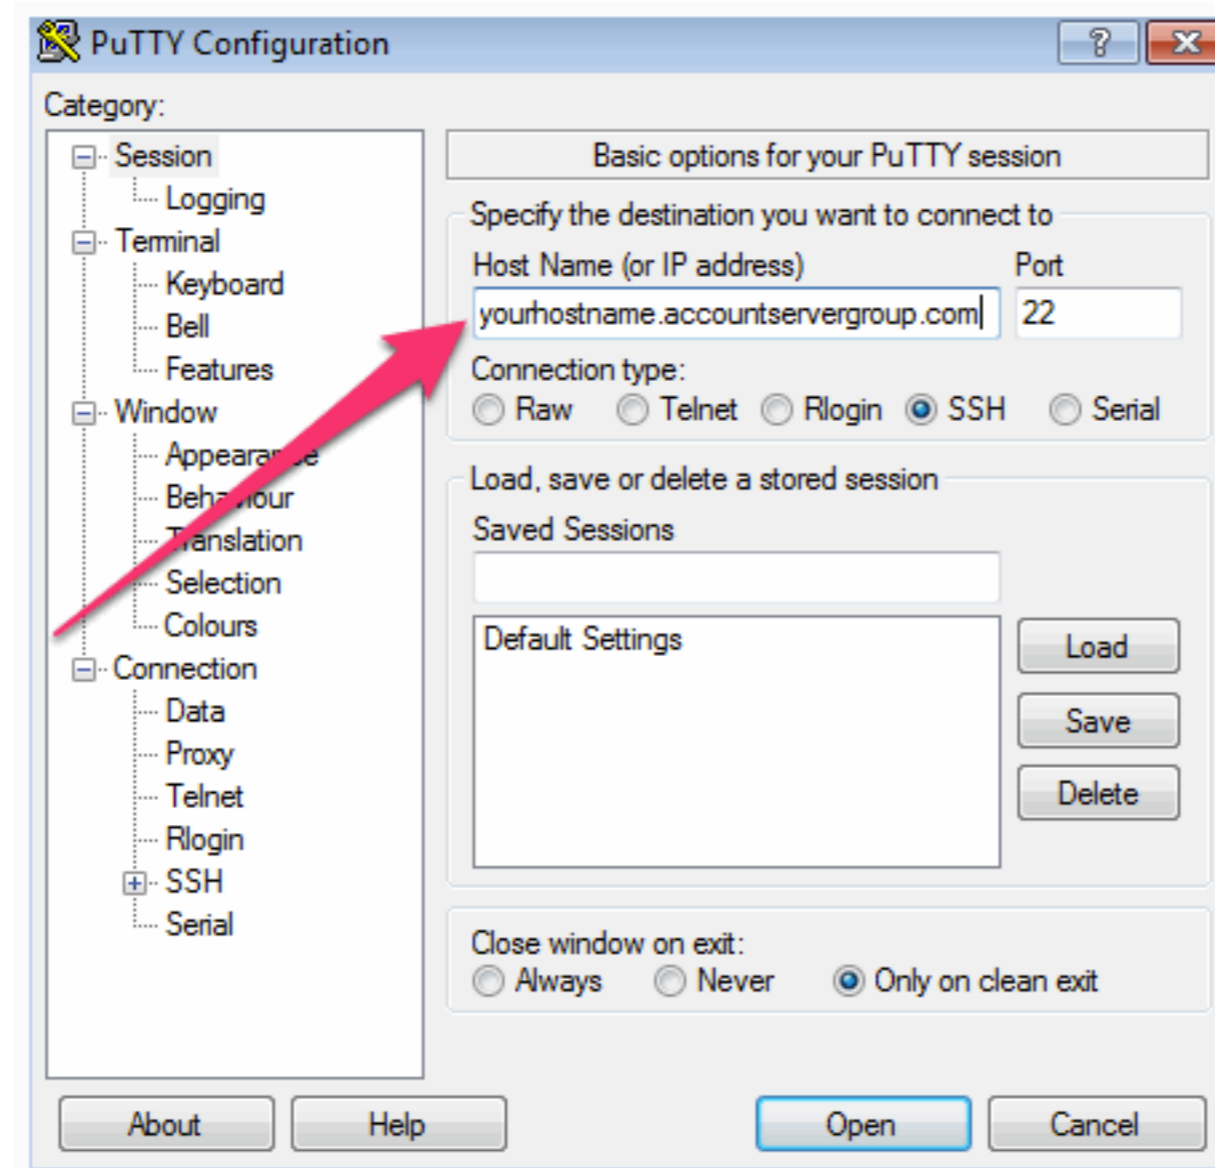 PuTTY Configuration
Category:
Session
Logging
Terminal
Keyboard
Bell
Features
Window
Appearance
Behaviour
Translation
Selection
Colours
Connection
Data
Proxy
Telnet
Rlogin
SSH
Serial
Basic options for your PuTTY session
Specify the destination you want to connect to
Host Name (or IP address) Port
yourhostname.accountservergroup.com 22
Connection type:
Raw Telnet Rlogin SSH Serial
Load, save or delete a stored session
Saved Sessions
Default Settings
Load
Save
Delete
Close window on exit:
Always Never Only on clean exit
About Help Open Cancel